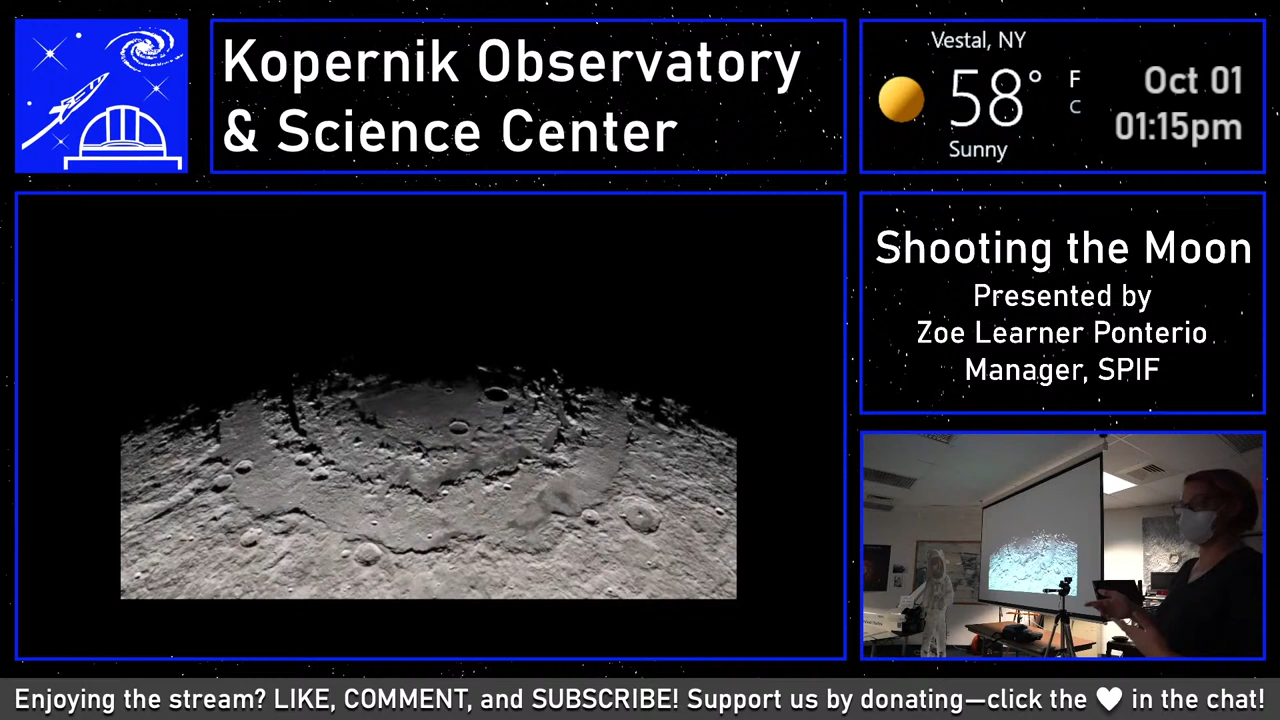 Kopernik Observatory
& Science Center
Vestal, NY
58° F
C
Sunny
Oct 01
01:15pm
Shooting the Moon
Presented by
Zoe Learner Ponterio
Manager, SPIF
Enjoying the stream? LIKE, COMMENT, and SUBSCRIBE! Support us by donating—click the ♥ in the chat!